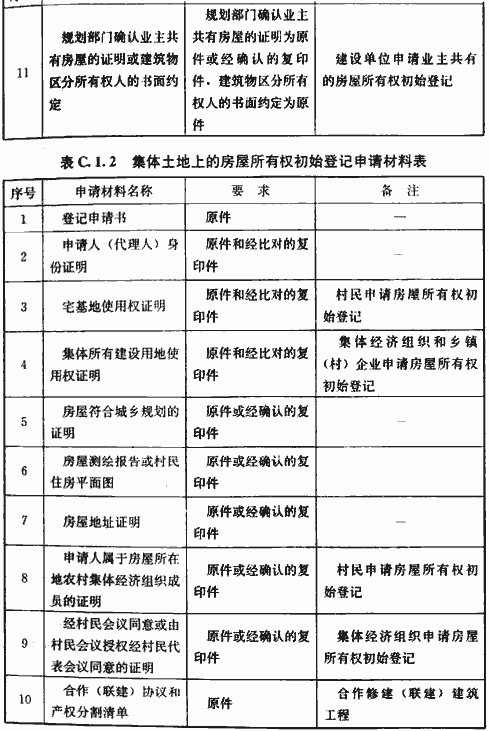 规划部门确认业主共
有房屋的证明或建筑物
区分所有权人的书面约
定
规划部门确认业主
共有房屋的证明为原
件或经确认的复印
件，建筑物区分所有
权人的书面约定为原
件
11
建设单位申请业主共有
的房屋所有权初始登记
表 C.1.2 集体土地上的房屋所有权初始登记申请材料表
序号 申请材料名称 要 求 备 注
1 登记申请书 原件 —
2
申请人（代理人）身
份证明
原件和经比对的复
印件
—
3 宅基地使用权证明
原件和经比对的复
印件
村民申请房屋所有权初
始登记
4
集体所有建设用地使
用权证明
原件和经比对的复
印件
集体经济组织和乡镇
（村）企业申请房屋所有权
初始登记
5
房屋符合城乡规划的
证明
原件或经确认的复
印件
—
6
房屋测绘报告或村民
住房平面图
原件或经确认的复
印件
7 房屋地址证明
原件或经确认的复
印件
—
8
申请人属于房屋所在
地农村集体经济组织成
员的证明
原件或经确认的复
印件
村民申请房屋所有权初
始登记
9
经村民会议同意或由
村民会议授权经村民代
表会议同意的证明
原件或经确认的复
印件
集体经济组织申请房屋
所有权初始登记
10
合作（联建）协议和
产权分割清单
原件
合作修建（联建）建筑
工程